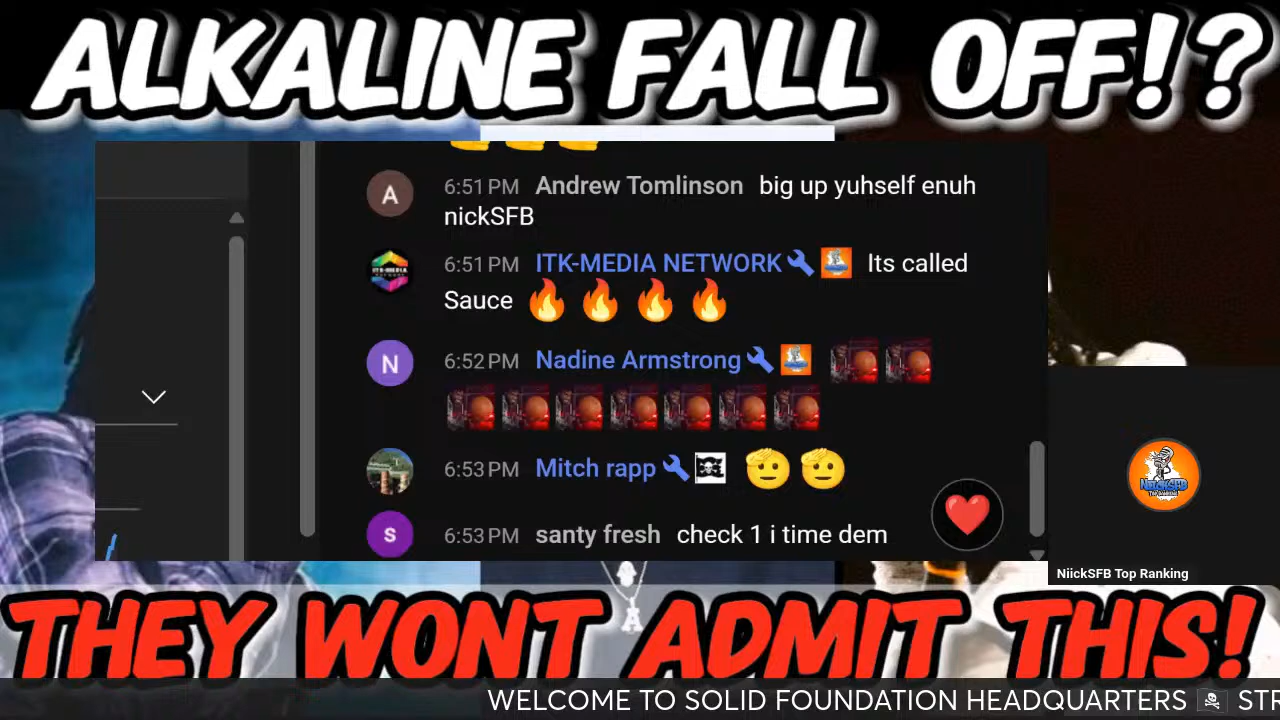 ALKALINE FALL OFF!?
A 6:51 PM Andrew Tomlinson big up yuhself enuh
nickSFB
6:51 PM ITK-MEDIA NETWORK Its called
Sauce
N 6:52 PM Nadine Armstrong
6:53 PM Mitch rapp
s 6:53 PM santy fresh check 1 i time dem
NiickSFB Top Ranking
THEY WONT ADMIT THIS!
WELCOME TO SOLID FOUNDATION HEADQUARTERS STR